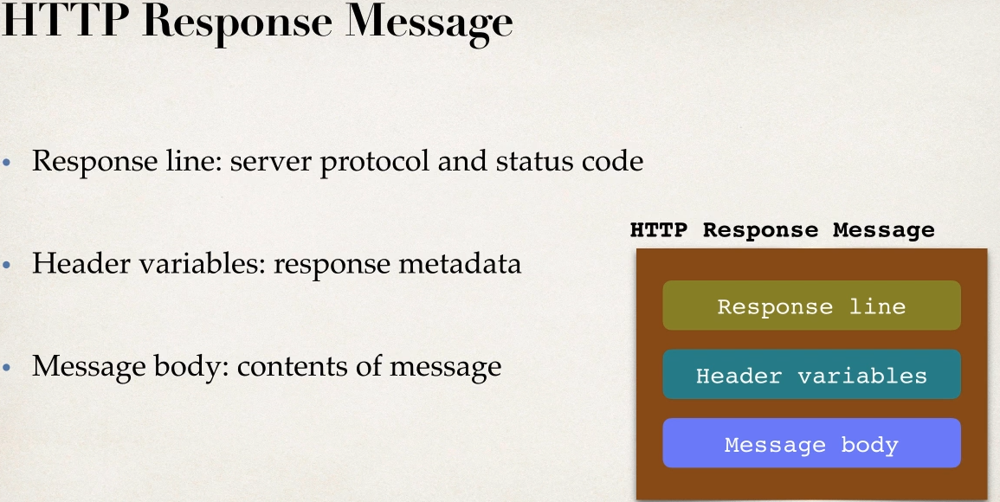 HTTP Response Message
• Response line: server protocol and status code
• Header variables: response metadata
• Message body: contents of message
HTTP Response Message
Response line
Header variables
Message body